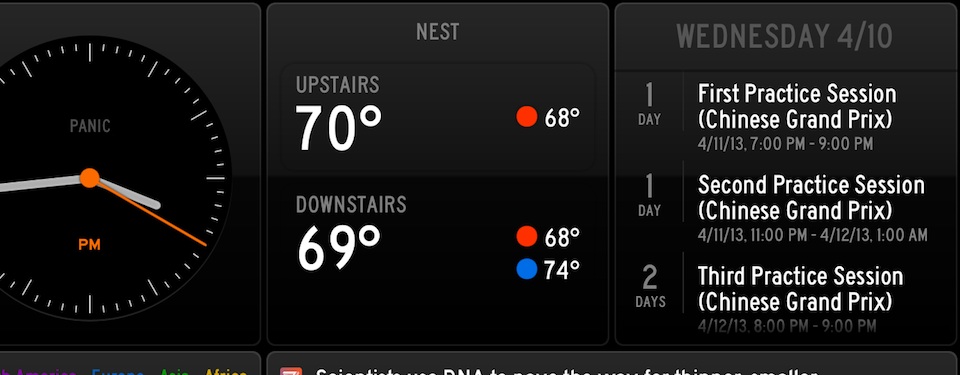 PANIC
PM
NEST
UPSTAIRS
70°
68°
DOWNSTAIRS
69°
68°
74°
WEDNESDAY 4/10
1
DAY
First Practice Session
(Chinese Grand Prix)
4/11/13, 7:00 PM - 9:00 PM
1
DAY
Second Practice Session
(Chinese Grand Prix)
4/11/13, 11:00 PM - 4/12/13, 1:00 AM
2
DAYS
Third Practice Session
(Chinese Grand Prix)
4/12/13, 8:00 PM - 9:00 PM
America Europe Asia Africa
Scientists use DNA to pave the way for thinner, smaller